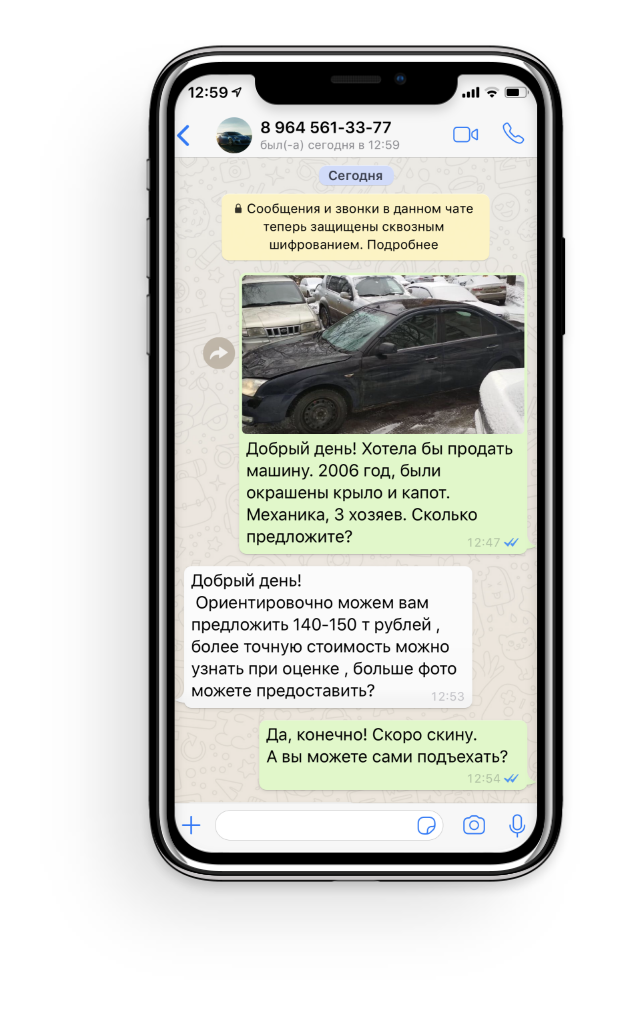 12:59
8 964 561-33-77
был(-а) сегодня в 12:59
Сегодня
Сообщения и звонки в данном чате
теперь защищены сквозным
шифрованием. Подробнее
Добрый день! Хотела бы продать
машину. 2006 год, были
окрашены крыло и капот.
Механика, 3 хозяев. Сколько
предложите?
12:47
Добрый день!
Ориентировочно можем вам
предложить 140-150 т рублей ,
более точную стоимость можно
узнать при оценке , больше фото
можете предоставить?
12:53
Да, конечно! Скоро скину.
А вы можете сами подъехать?
12:54